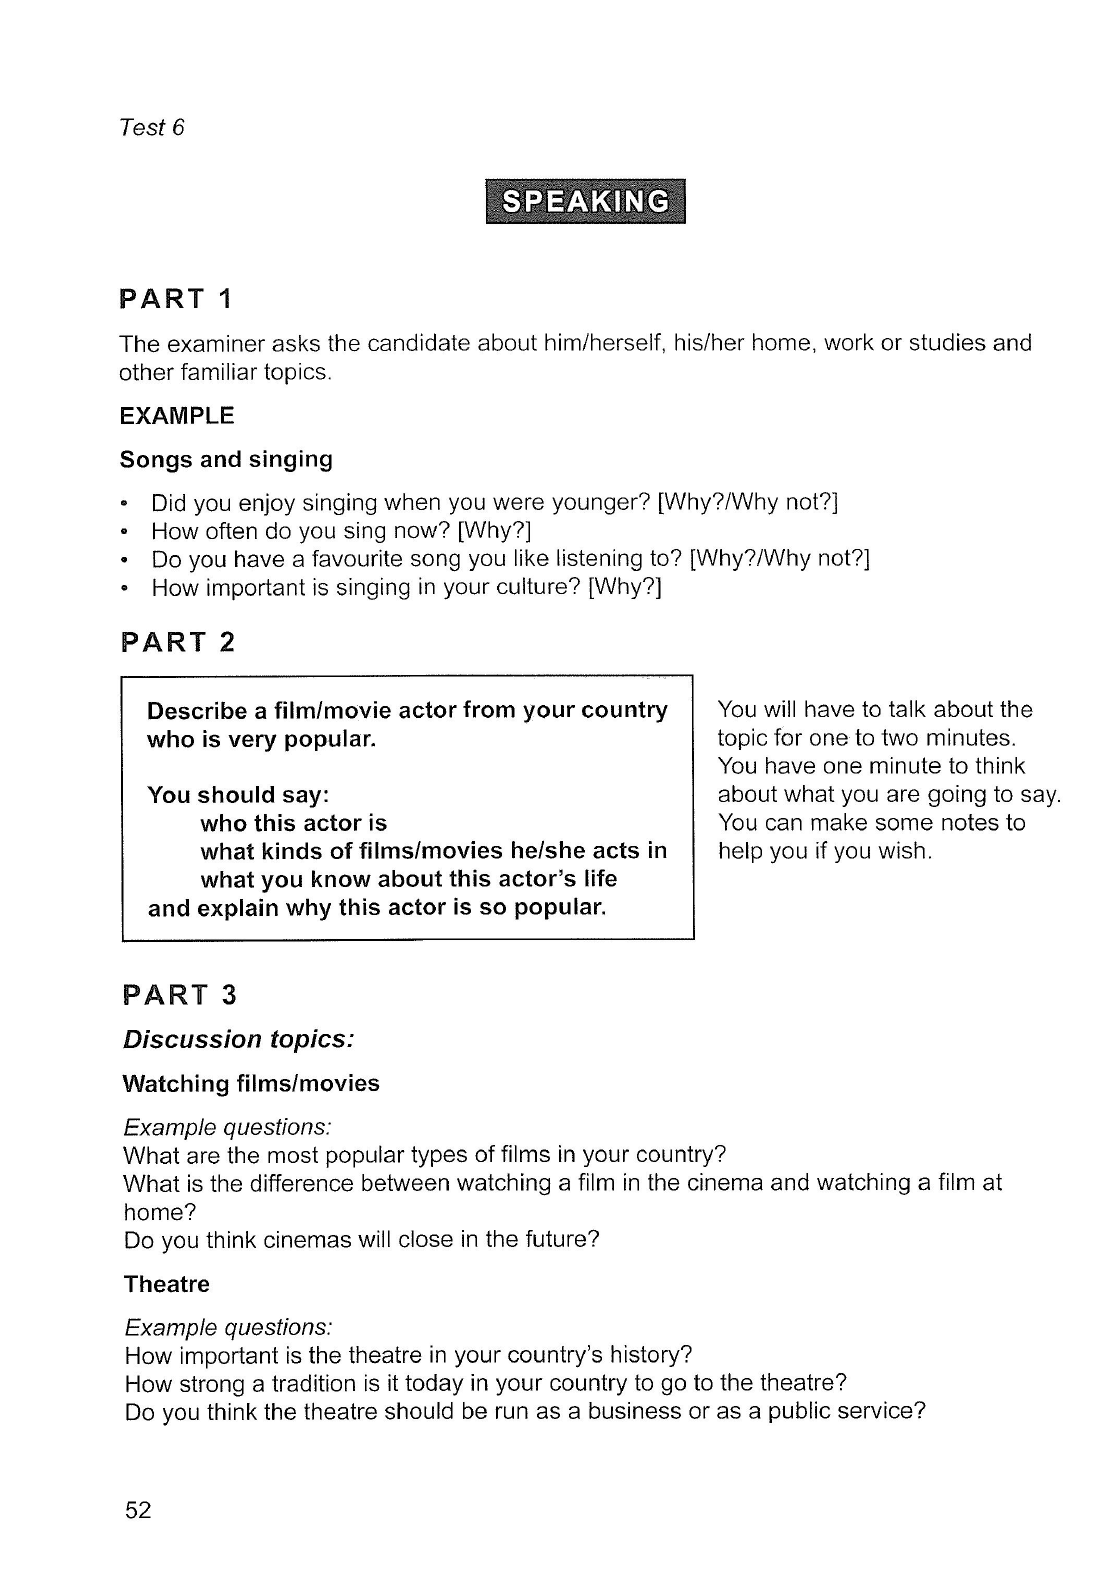 Test 6
SPEAKING
PART 1
The examiner asks the candidate about him/herself, his/her home, work or studies and
other familiar topics.
EXAMPLE
Songs and singing
• Did you enjoy singing when you were younger? [Why?/Why not?]
• How often do you sing now? [Why?]
• Do you have a favourite song you like listening to? [Why?/Why not?]
• How important is singing in your culture? [Why?]
PART 2
Describe a film/movie actor from your country
who is very popular.
You should say:
who this actor is
what kinds of films/movies he/she acts in
what you know about this actor's life
and explain why this actor is so popular.
You will have to talk about the
topic for one to two minutes.
You have one minute to think
about what you are going to say.
You can make some notes to
help you if you wish.
PART 3
Discussion topics:
Watching films/movies
Example questions:
What are the most popular types of films in your country?
What is the difference between watching a film in the cinema and watching a film at
home?
Do you think cinemas will close in the future?
Theatre
Example questions:
How important is the theatre in your country's history?
How strong a tradition is it today in your country to go to the theatre?
Do you think the theatre should be run as a business or as a public service?
52